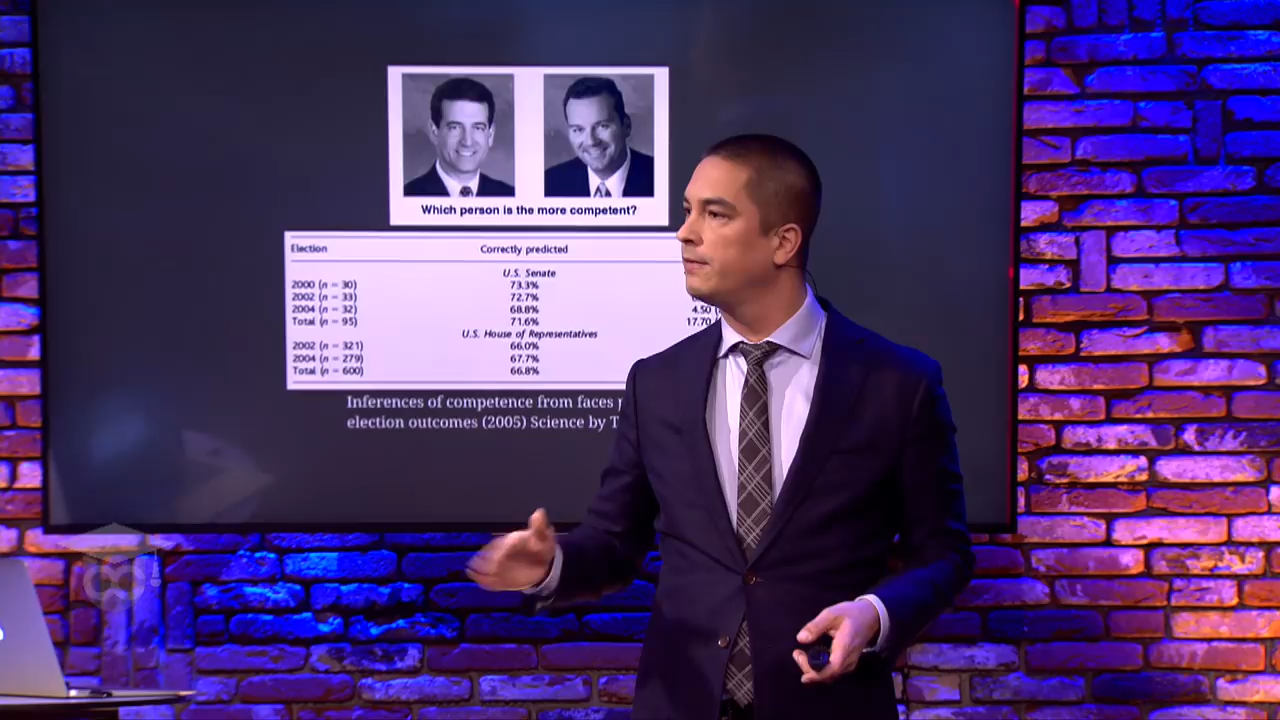 Which person is the more competent?
Election Correctly predicted
U.S. Senate
2000 (n = 30) 73.3%
2002 (n = 33) 72.7%
2004 (n = 32) 68.8% 4.50
Total (n = 95) 71.6% 17.70
U.S. House of Representatives
2002 (n = 321) 66.0%
2004 (n = 279) 67.7%
Total (n = 600) 66.8%
Inferences of competence from faces
election outcomes (2005) Science by